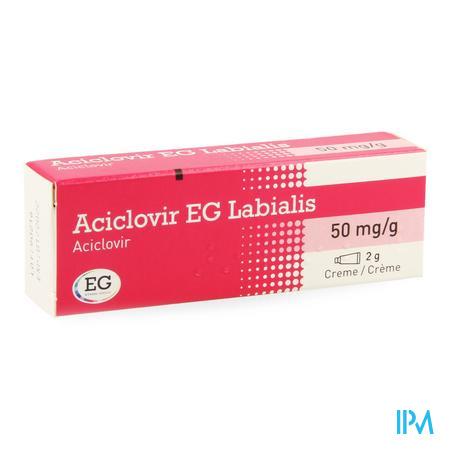 Aciclovir EG Labialis
50 mg/g
Aciclovir
Aciclovir EG Labialis
50 mg/g
Aciclovir
2 g
Creme / Crème
EG
IPM